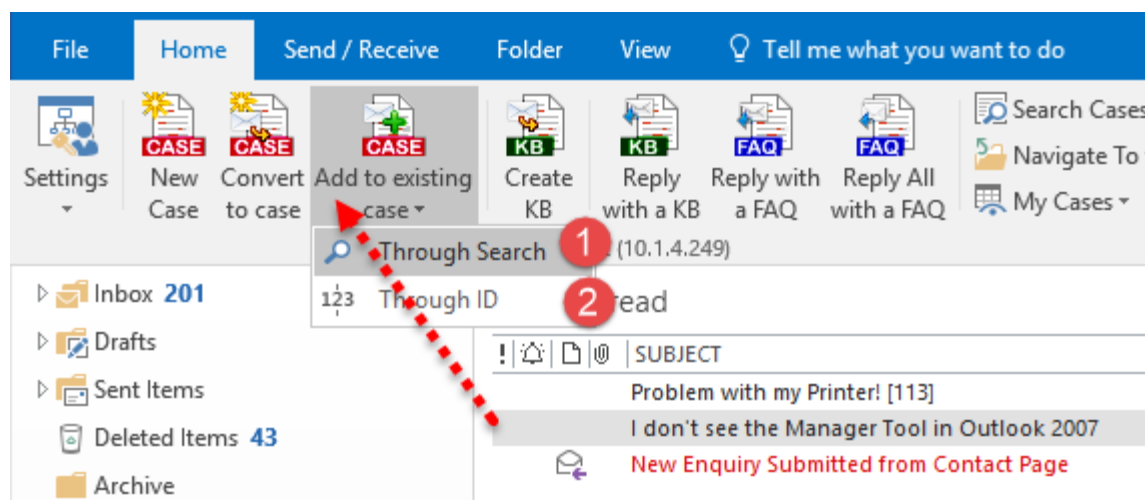 File Home Send / Receive Folder View Tell me what you want to do
CASE CASE CASE KB KB FAQ FAQ Search Cases
Settings New Convert Add to existing Create Reply Reply with Reply All Navigate To
Case to case case KB with a KB a FAQ with a FAQ My Cases
Through Search 1 (10.1.4.249)
Inbox 201 123 Through ID 2 read
Drafts ! SUBJECT
Sent Items Problem with my Printer! [113]
Deleted Items 43 I don't see the Manager Tool in Outlook 2007
New Enquiry Submitted from Contact Page
Archive